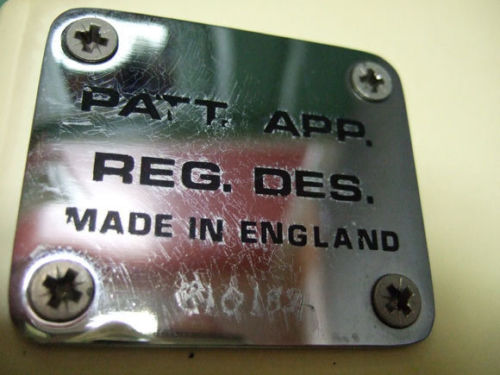 PATT. APP.
REG. DES.
MADE IN ENGLAND